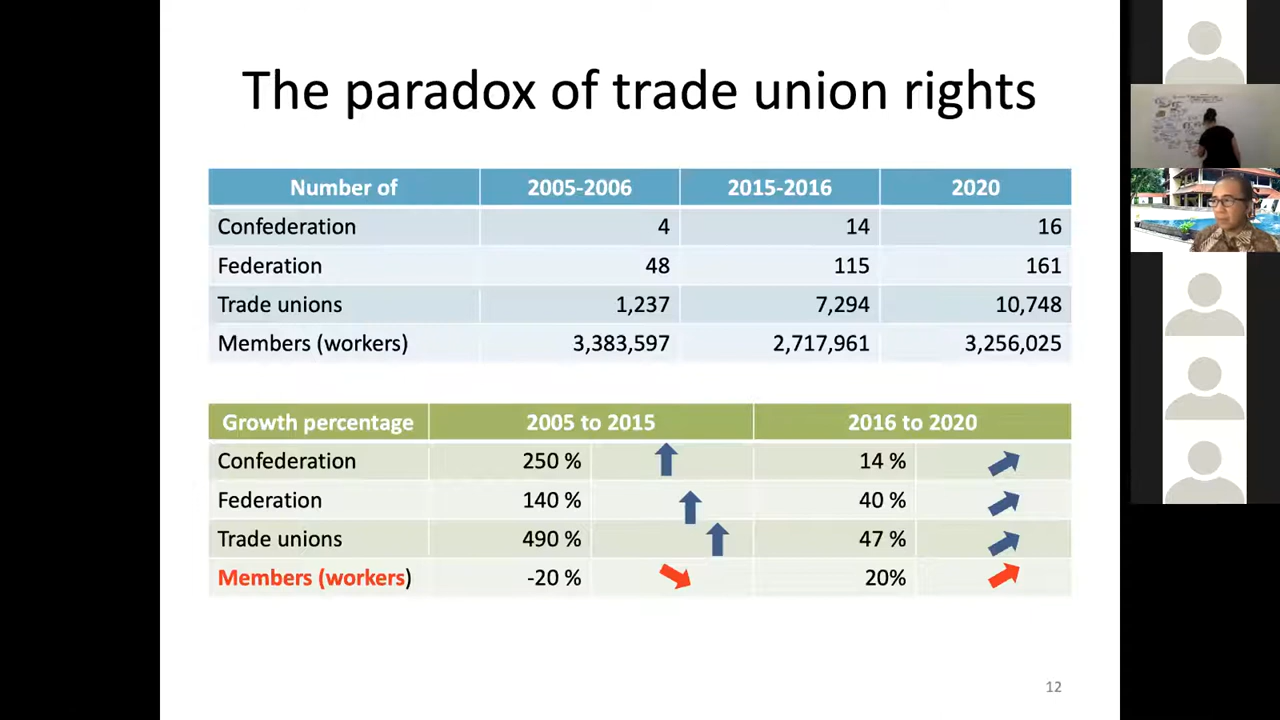 The paradox of trade union rights
Number of 2005-2006 2015-2016 2020
Confederation 4 14 16
Federation 48 115 161
Trade unions 1,237 7,294 10,748
Members (workers) 3,383,597 2,717,961 3,256,025
Growth percentage 2005 to 2015 2016 to 2020
Confederation 250 % 14 %
Federation 140 % 40 %
Trade unions 490 % 47 %
Members (workers) -20 % 20%
12